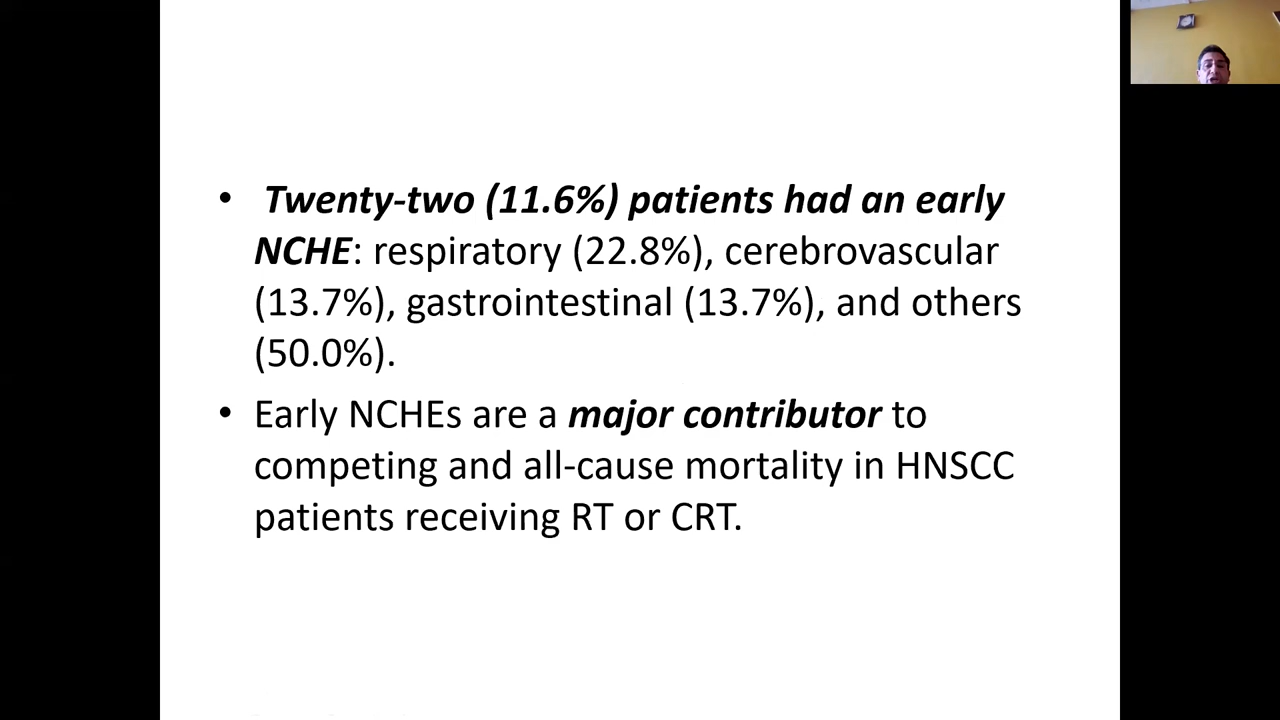 • Twenty-two (11.6%) patients had an early
NCHE: respiratory (22.8%), cerebrovascular
(13.7%), gastrointestinal (13.7%), and others
(50.0%).
• Early NCHEs are a major contributor to
competing and all-cause mortality in HNSCC
patients receiving RT or CRT.